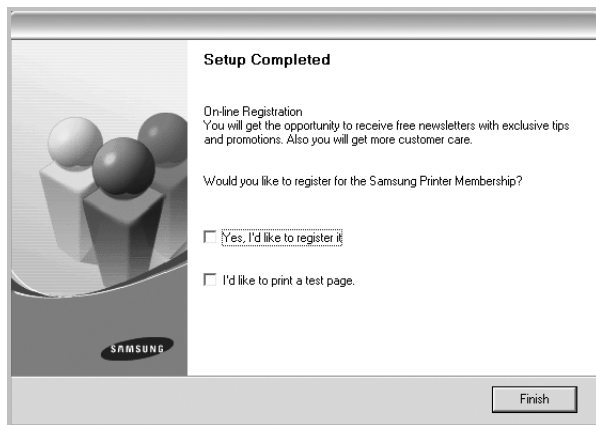 Setup Completed
On-line Registration
You will get the opportunity to receive free newsletters with exclusive tips
and promotions. Also you will get more customer care.
Would you like to register for the Samsung Printer Membership?
Yes, I'd like to register it
I'd like to print a test page.
SAMSUNG
Finish